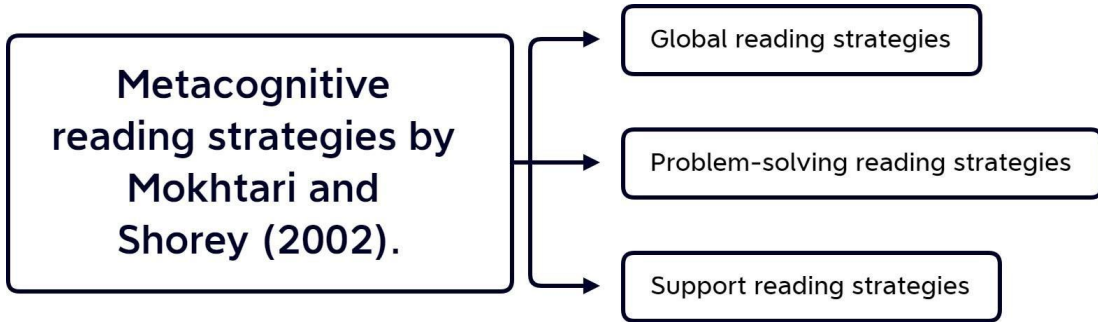 Metacognitive
reading strategies by
Mokhtari and
Shorey (2002).
Global reading strategies
Problem-solving reading strategies
Support reading strategies